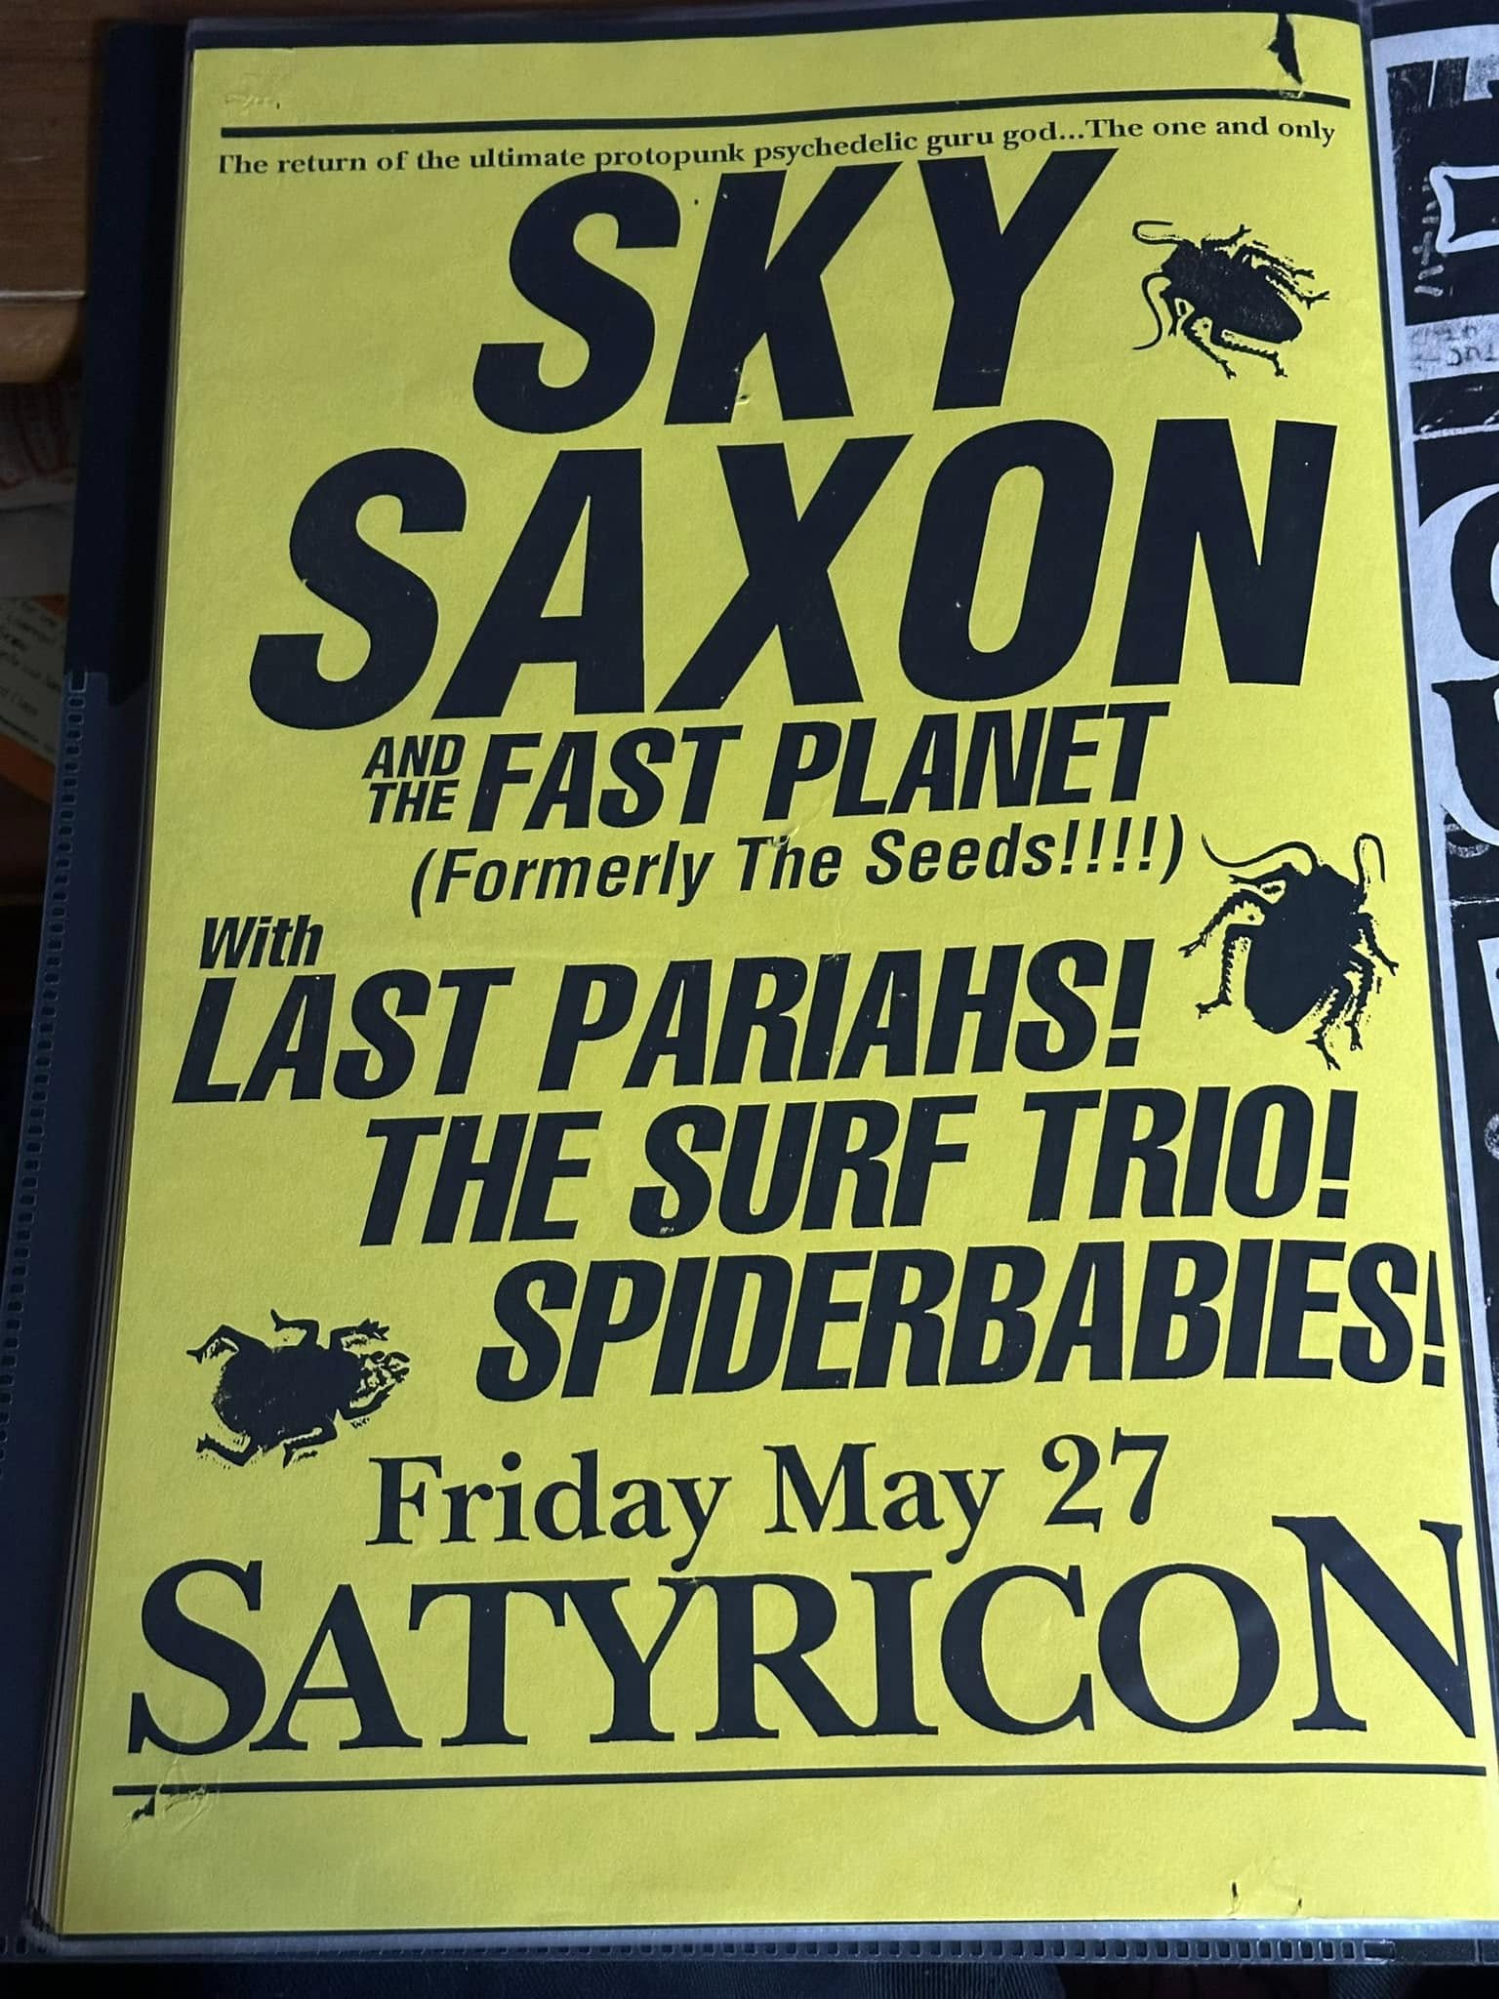 The return of the ultimate protopunk psychedelic guru god...The one and only
SKY
SAXON
AND THE FAST PLANET
(Formerly The Seeds!!!!)
With
LAST PARIAHS!
THE SURF TRIO!
SPIDERBABIES!
Friday May 27
SATYRICON